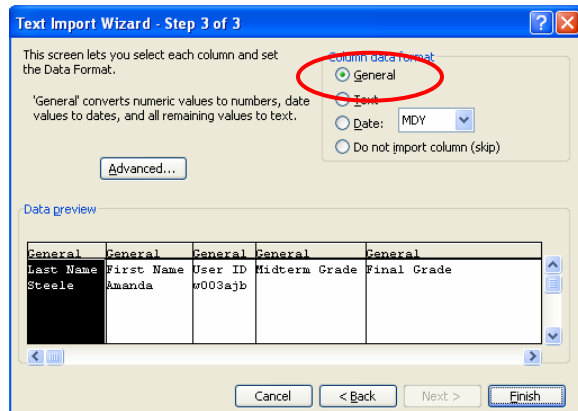 Text Import Wizard - Step 3 of 3
This screen lets you select each column and set
the Data Format.
'General' converts numeric values to numbers, date
values to dates, and all remaining values to text.
Advanced...
Column data format
General
Text
Date: MDY
Do not import column (skip)
Data preview
General General General General General
Last Name First Name User ID Midterm Grade Final Grade
Steele Amanda w003ajb
Cancel < Back Next > Finish